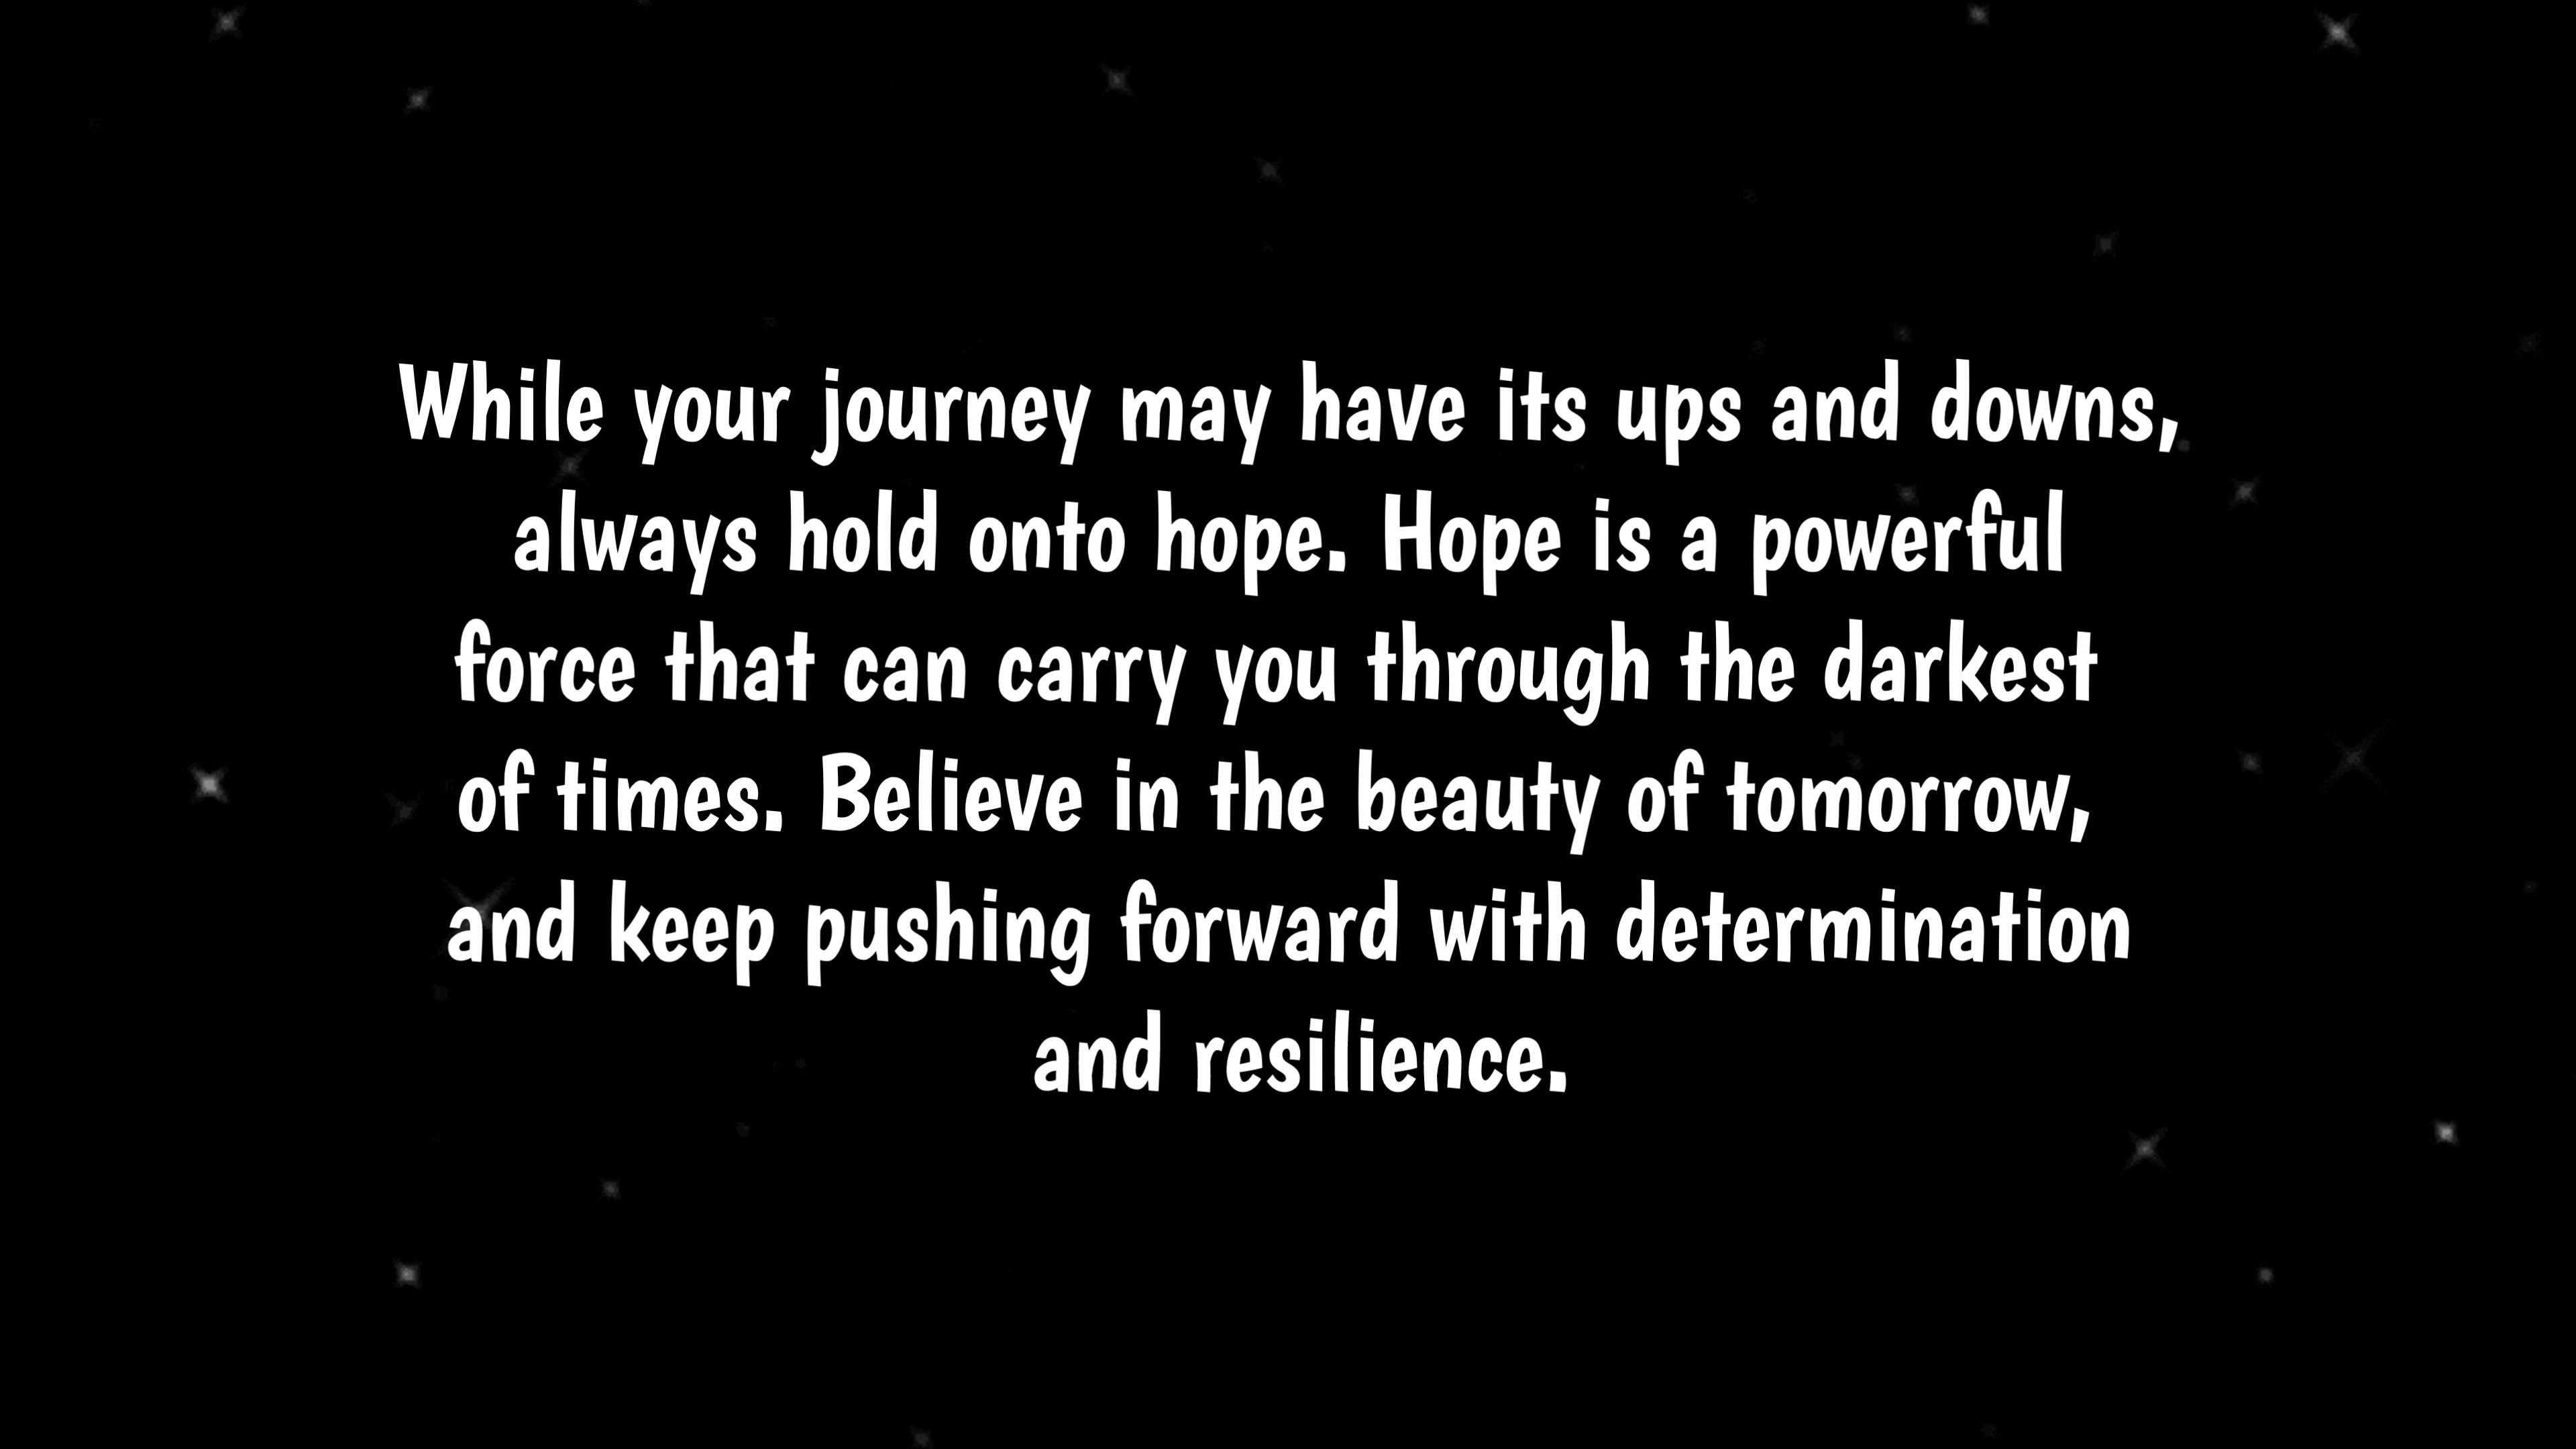 While your journey may have its ups and downs,
always hold onto hope. Hope is a powerful
force that can carry you through the darkest
of times. Believe in the beauty of tomorrow,
and keep pushing forward with determination
and resilience.